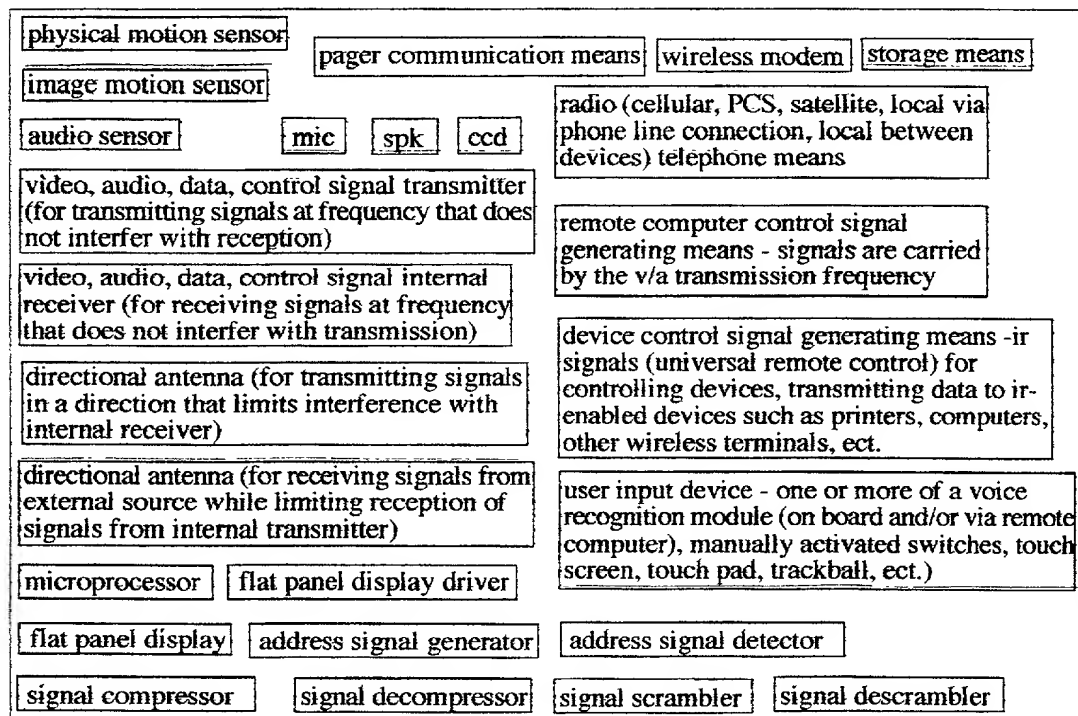 physical motion sensor
pager communication means
wireless modem
storage means
image motion sensor
audio sensor
mic
spk
ccd
radio (cellular, PCS, satellite, local via
phone line connection, local between
devices) telephone means
video, audio, data, control signal transmitter
(for transmitting signals at frequency that does
not interfer with reception)
remote computer control signal
generating means - signals are carried
by the v/a transmission frequency
video, audio, data, control signal internal
receiver (for receiving signals at frequency
that does not interfer with transmission)
device control signal generating means -ir
signals (universal remote control) for
controlling devices, transmitting data to ir-
enabled devices such as printers, computers,
other wireless terminals, ect.
directional antenna (for transmitting signals
in a direction that limits interference with
internal receiver)
directional antenna (for receiving signals from
external source while limiting reception of
signals from internal transmitter)
user input device - one or more of a voice
recognition module (on board and/or via remote
computer), manually activated switches, touch
screen, touch pad, trackball, ect.)
microprocessor
flat panel display driver
flat panel display
address signal generator
address signal detector
signal compressor
signal decompressor
signal scrambler
signal descrambler